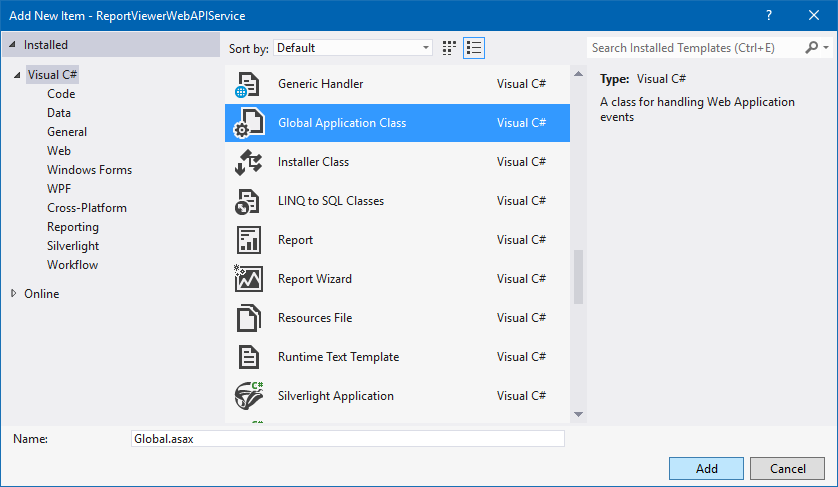 Add New Item - ReportViewerWebAPIService
?
Installed
Sort by: Default
Search Installed Templates (Ctrl+E)
Visual C#
Code
Data
General
Web
Windows Forms
WPF
Cross-Platform
Reporting
Silverlight
Workflow
Online
Generic Handler Visual C#
Global Application Class Visual C#
Installer Class Visual C#
LINQ to SQL Classes Visual C#
Report Visual C#
Report Wizard Visual C#
Resources File Visual C#
Runtime Text Template Visual C#
C#
Silverlight Application Visual C#
Type: Visual C#
A class for handling Web Application
events
Name: Global.asax
Add Cancel